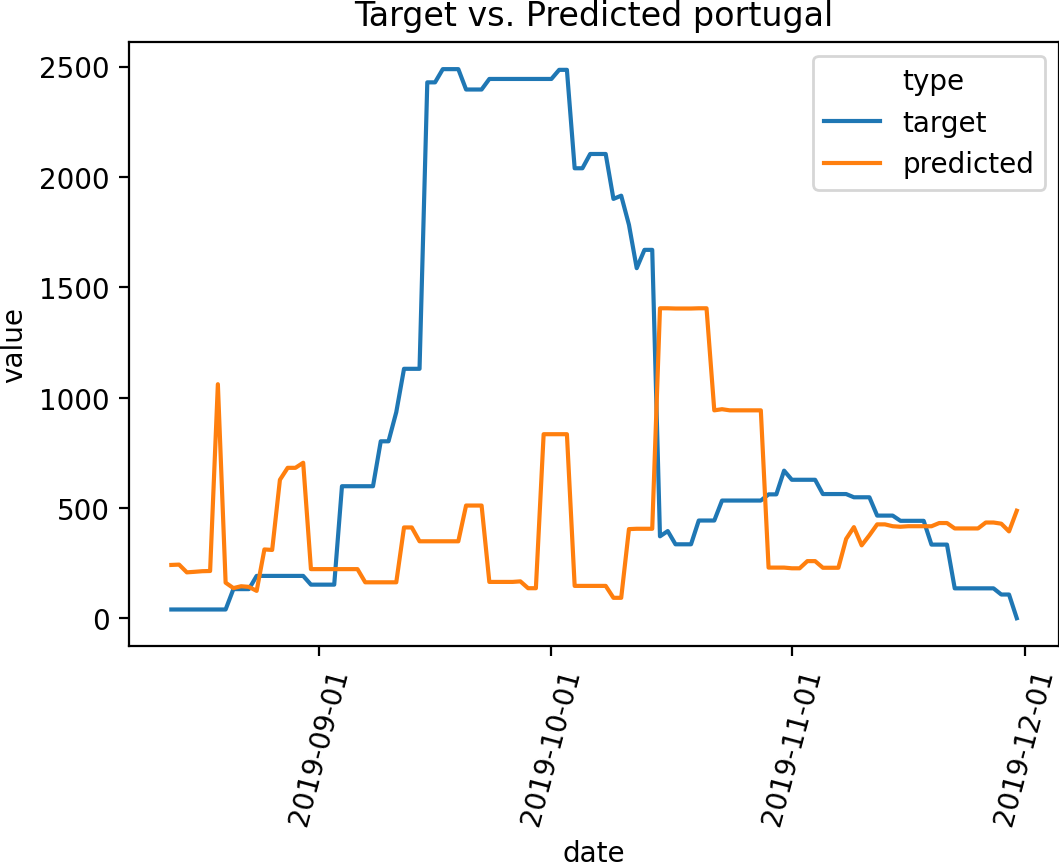 Target vs. Predicted portugal
type
target
predicted
value
2500
2000
1500
1000
500
0
2019-09-01
2019-10-01
2019-11-01
2019-12-01
date